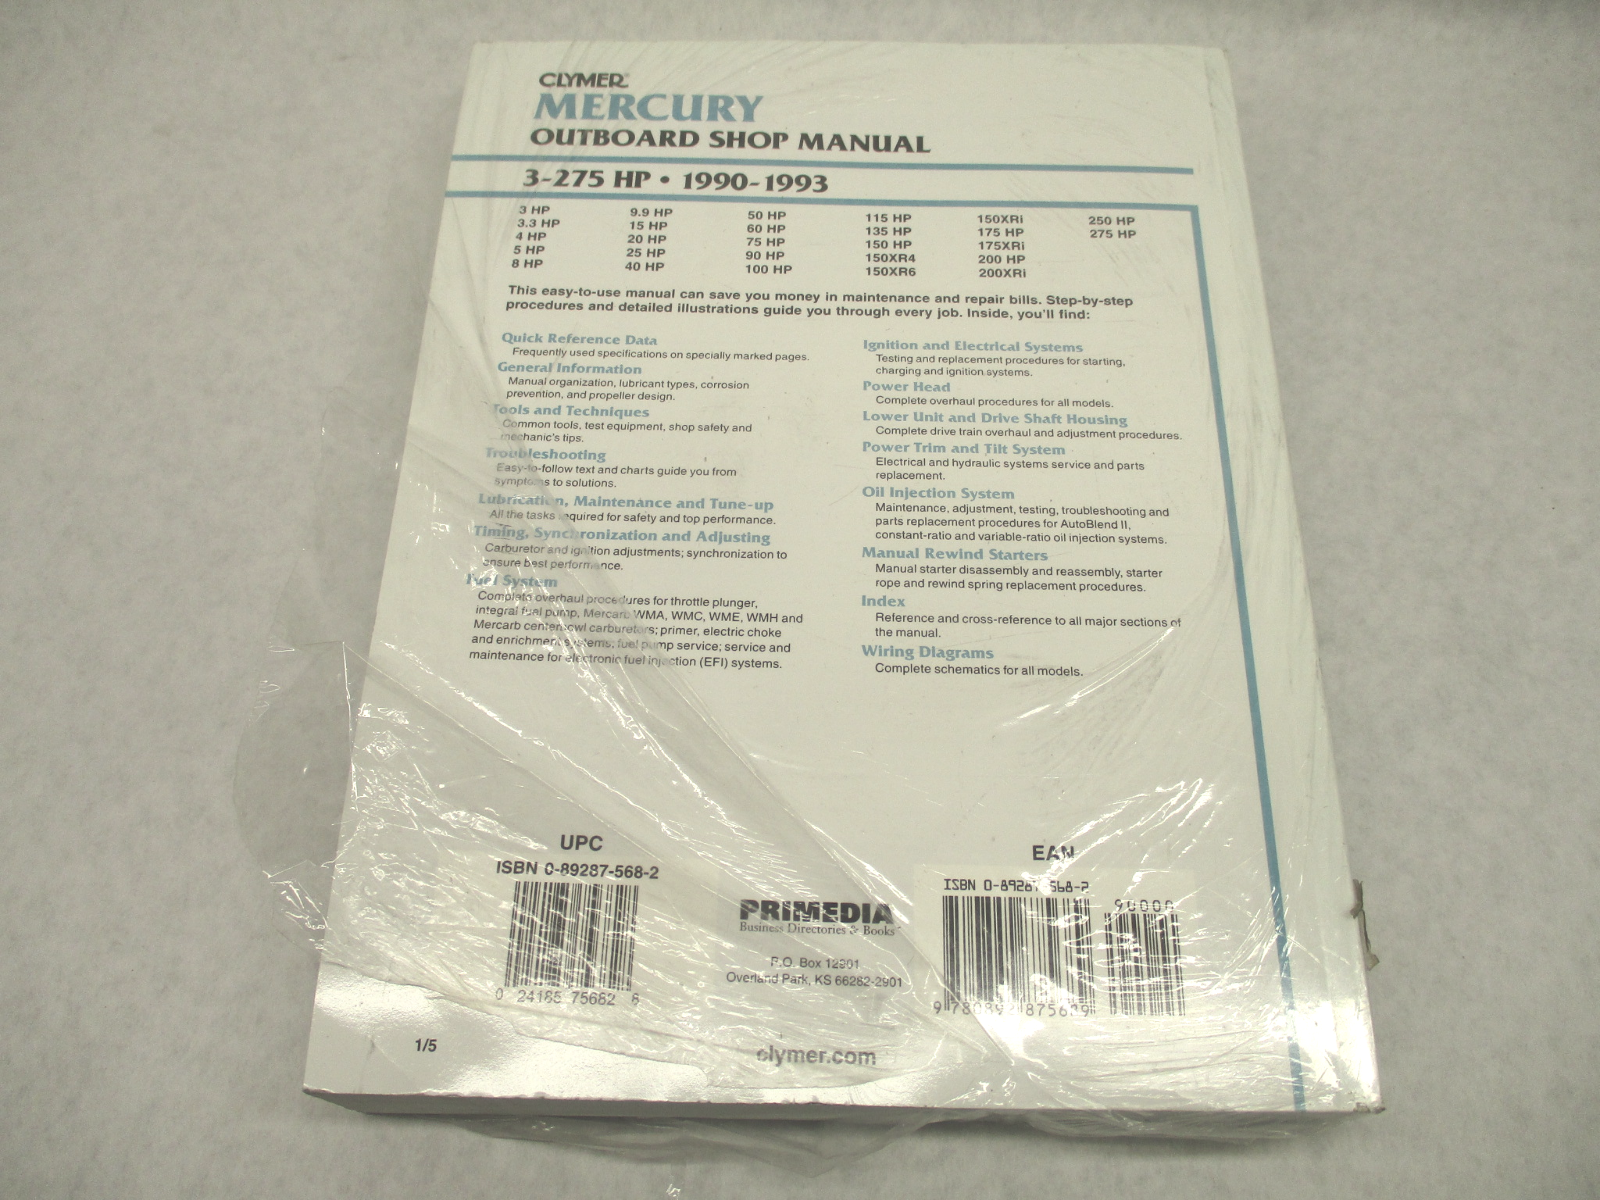 CLYMER
MERCURY
OUTBOARD SHOP MANUAL
3-275 HP • 1990-1993
3 HP
3.3 HP
4 HP
5 HP
8 HP
9.9 HP
15 HP
20 HP
25 HP
40 HP
50 HP
60 HP
75 HP
90 HP
100 HP
115 HP
135 HP
150 HP
150XR4
150XR6
150XRi
175 HP
175XRi
200 HP
200XRi
250 HP
275 HP
This easy-to-use manual can save you money in maintenance and repair bills. Step-by-step
procedures and detailed illustrations guide you through every job. Inside, you'll find:
Quick Reference Data
Frequently used specifications on specially marked pages.
General Information
Manual organization, lubricant types, corrosion
prevention, and propeller design.
Tools and Techniques
Common tools, test equipment, shop safety and
mechanic's tips.
Troubleshooting
Easy-to-follow text and charts guide you from
symptoms to solutions.
Lubrication, Maintenance and Tune-up
All the tasks required for safety and top performance.
Timing, Synchronization and Adjusting
Carburetor and ignition adjustments; synchronization to
ensure best performance.
Fuel System
Complete overhaul procedures for throttle plunger,
integral fuel pump, Mercarb WMA, WMC, WME, WMH and
Mercarb center bowl carburetors; primer, electric choke
and enrichment systems; fuel pump service; service and
maintenance for electronic fuel injection (EFI) systems.
Ignition and Electrical Systems
Testing and replacement procedures for starting,
charging and ignition systems.
Power Head
Complete overhaul procedures for all models.
Lower Unit and Drive Shaft Housing
Complete drive train overhaul and adjustment procedures.
Power Trim and Tilt System
Electrical and hydraulic systems service and parts
replacement.
Oil Injection System
Maintenance, adjustment, testing, troubleshooting and
parts replacement procedures for AutoBlend II,
constant-ratio and variable-ratio oil injection systems.
Manual Rewind Starters
Manual starter disassembly and reassembly, starter
rope and rewind spring replacement procedures.
Index
Reference and cross-reference to all major sections of
the manual.
Wiring Diagrams
Complete schematics for all models.
UPC
ISBN 0-89287-568-2
0 24185 75682 6
PRIMEDIA
Business Directories & Books
P.O. Box 12901
Overland Park, KS 66282-2901
EAN
ISBN 0-89287-568-2
90000
9 780892 875689
1/5
clymer.com